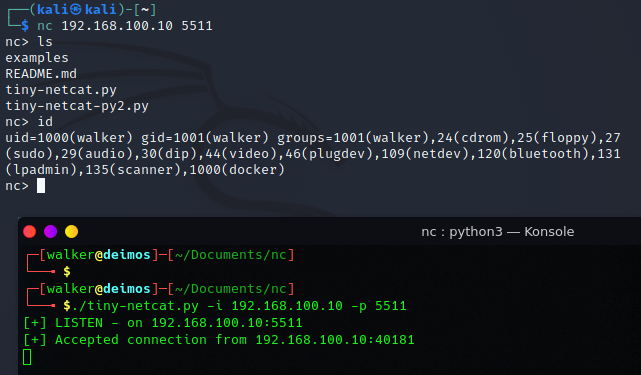 ┌──(kali㉿kali)-[~]
└─$ nc 192.168.100.10 5511
nc> ls
examples
README.md
tiny-netcat.py
tiny-netcat-py2.py
nc> id
uid=1000(walker) gid=1001(walker) groups=1001(walker),24(cdrom),25(floppy),27
(sudo),29(audio),30(dip),44(video),46(plugdev),109(netdev),120(bluetooth),131
(lpadmin),135(scanner),1000(docker)
nc>
nc : python3 — Konsole
┌─[walker@deimos]─[~/Documents/nc]
└──╼ $
┌─[walker@deimos]─[~/Documents/nc]
└──╼ $./tiny-netcat.py -i 192.168.100.10 -p 5511
[+] LISTEN - on 192.168.100.10:5511
[+] Accepted connection from 192.168.100.10:40181